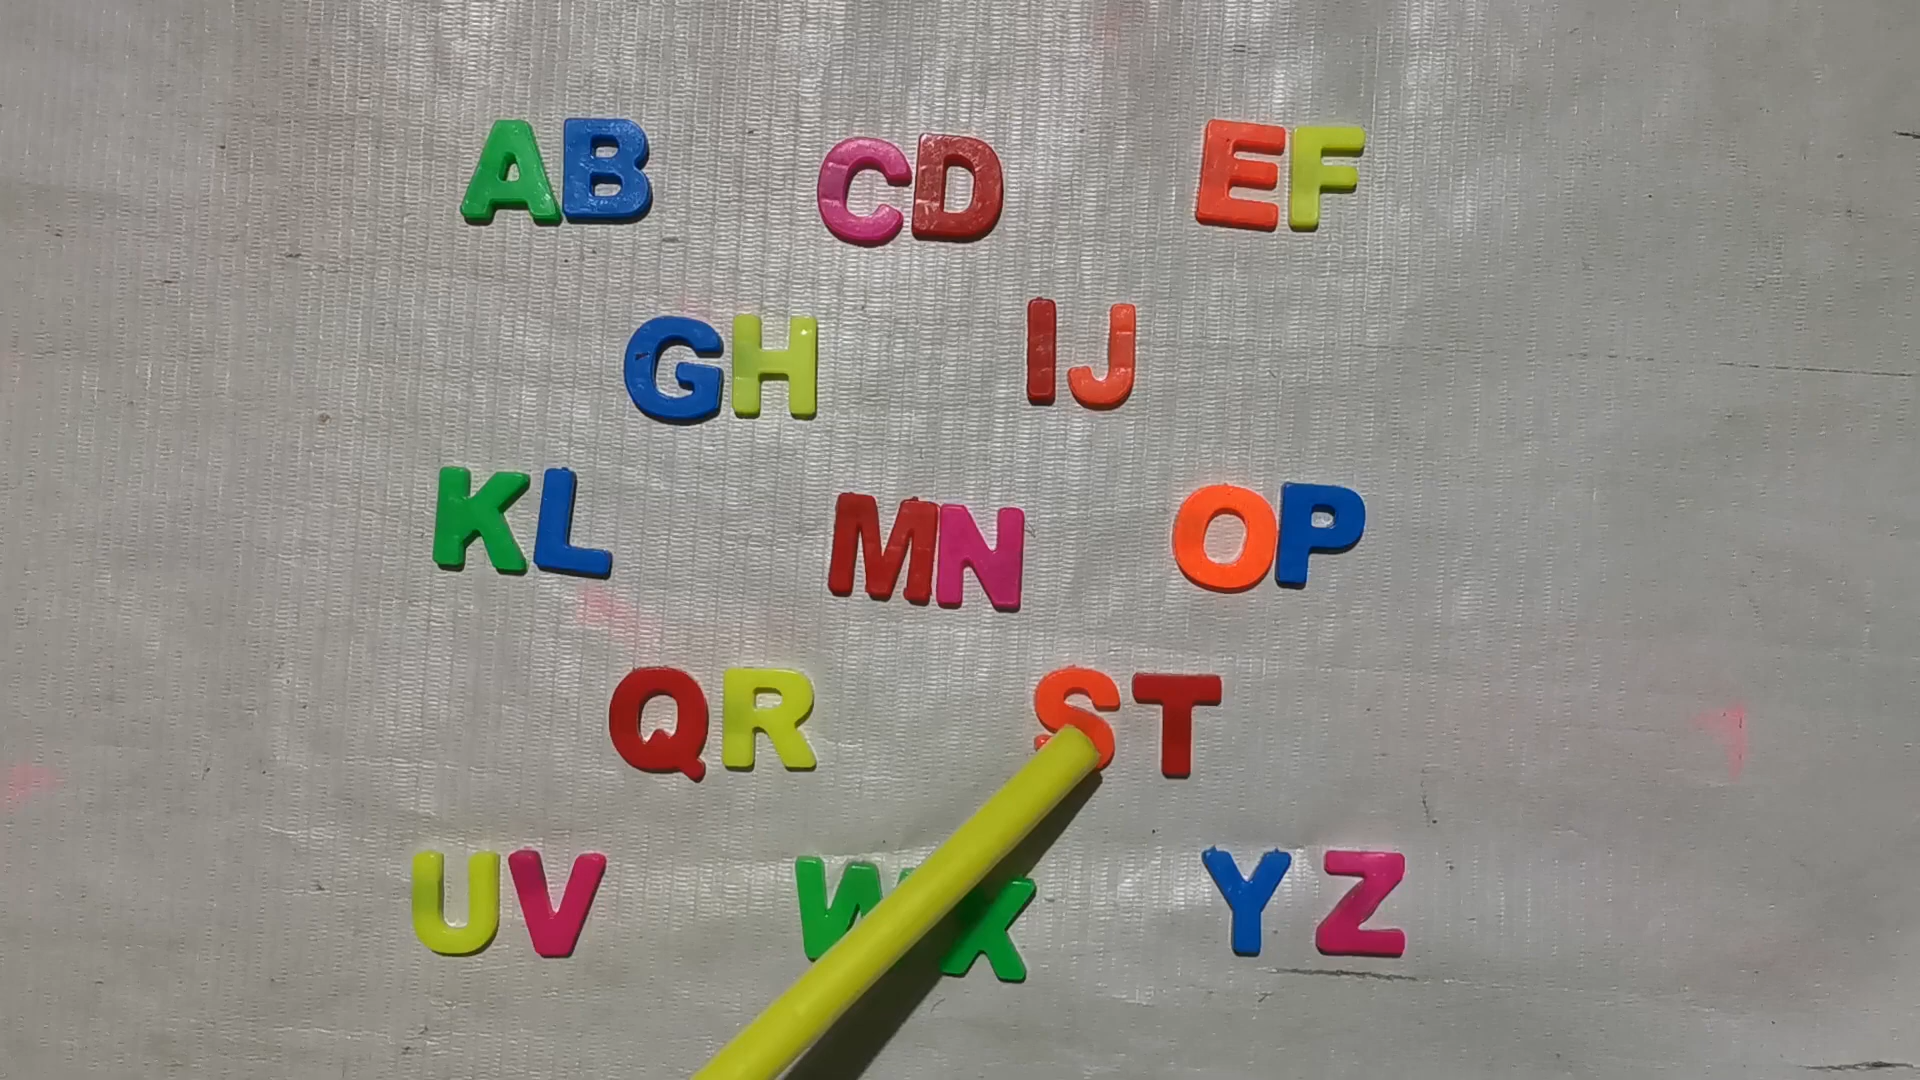 AB CD EF
GH IJ
KL MN OP
QR ST
UV WX YZ